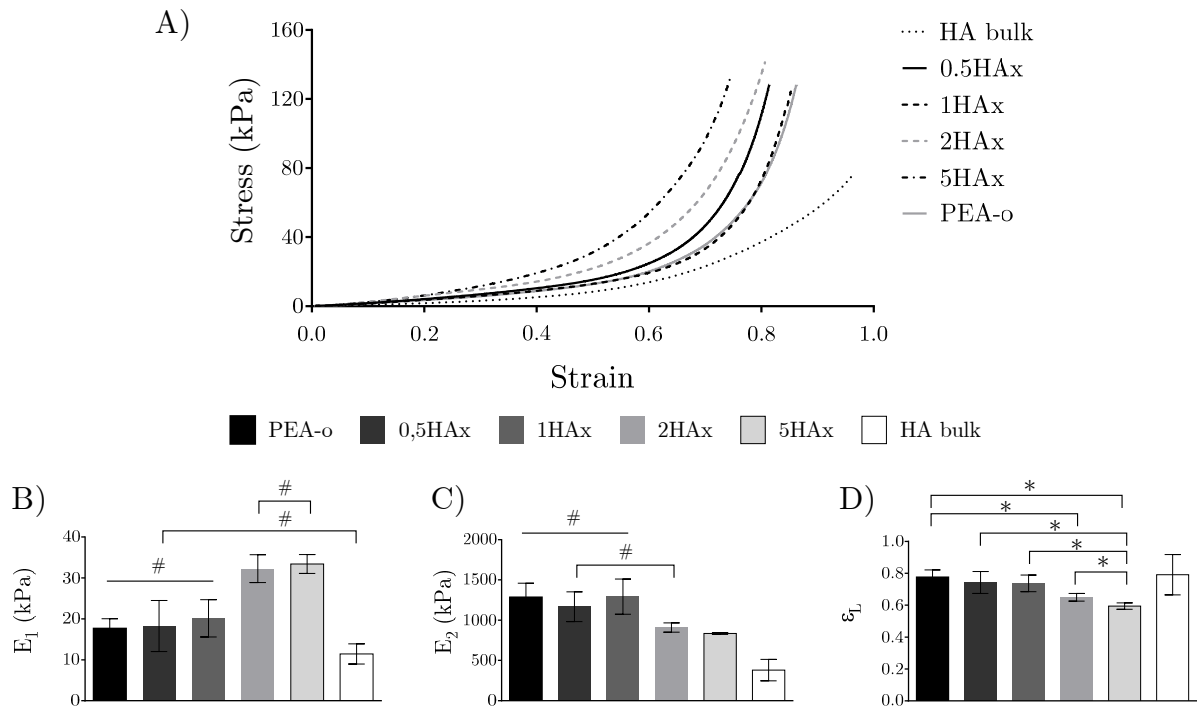 A)
Stress (kPa)
160
120
80
40
0
0.0 0.2 0.4 0.6 0.8 1.0
Strain
HA bulk
0.5HAx
1HAx
2HAx
5HAx
PEA-o
PEA-o 0,5HAx 1HAx 2HAx 5HAx HA bulk
B)
E1 (kPa)
40
30
20
10
0
#
#
#
C)
E2 (kPa)
2000
1500
1000
500
0
#
#
D)
εL
1.0
0.8
0.6
0.4
0.2
0.0
*
*
*
*
*